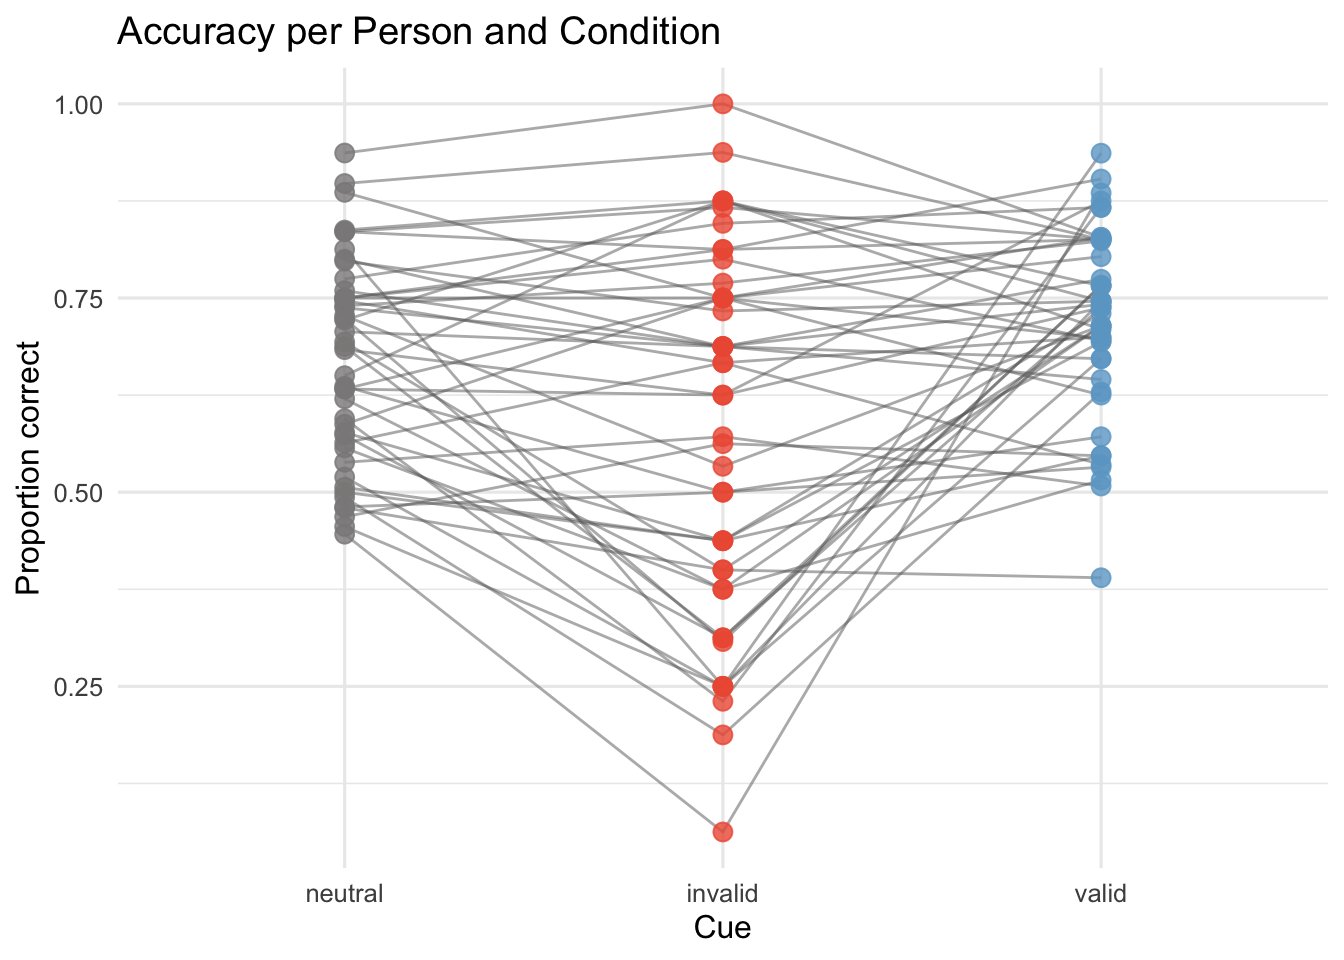 Accuracy per Person and Condition
Proportion correct
1.00
0.75
0.50
0.25
neutral
invalid
valid
Cue